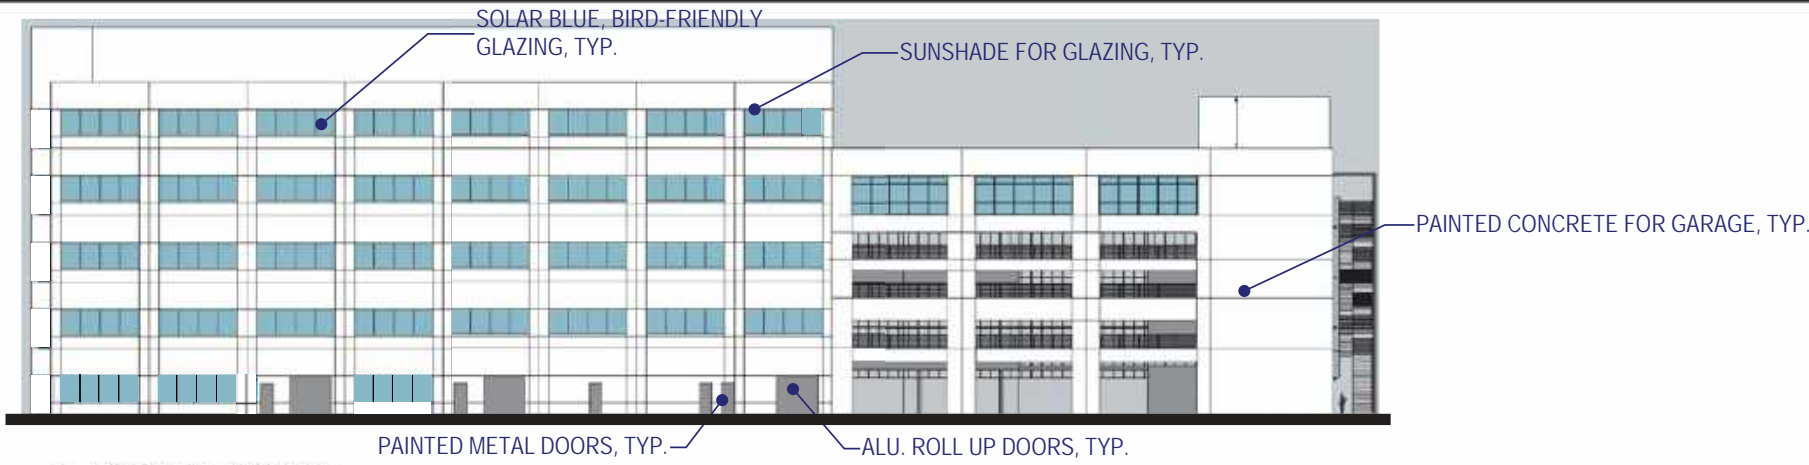 SOLAR BLUE, BIRD-FRIENDLY
GLAZING, TYP.
SUNSHADE FOR GLAZING, TYP.
PAINTED CONCRETE FOR GARAGE, TYP.
PAINTED METAL DOORS, TYP.
ALU. ROLL UP DOORS, TYP.